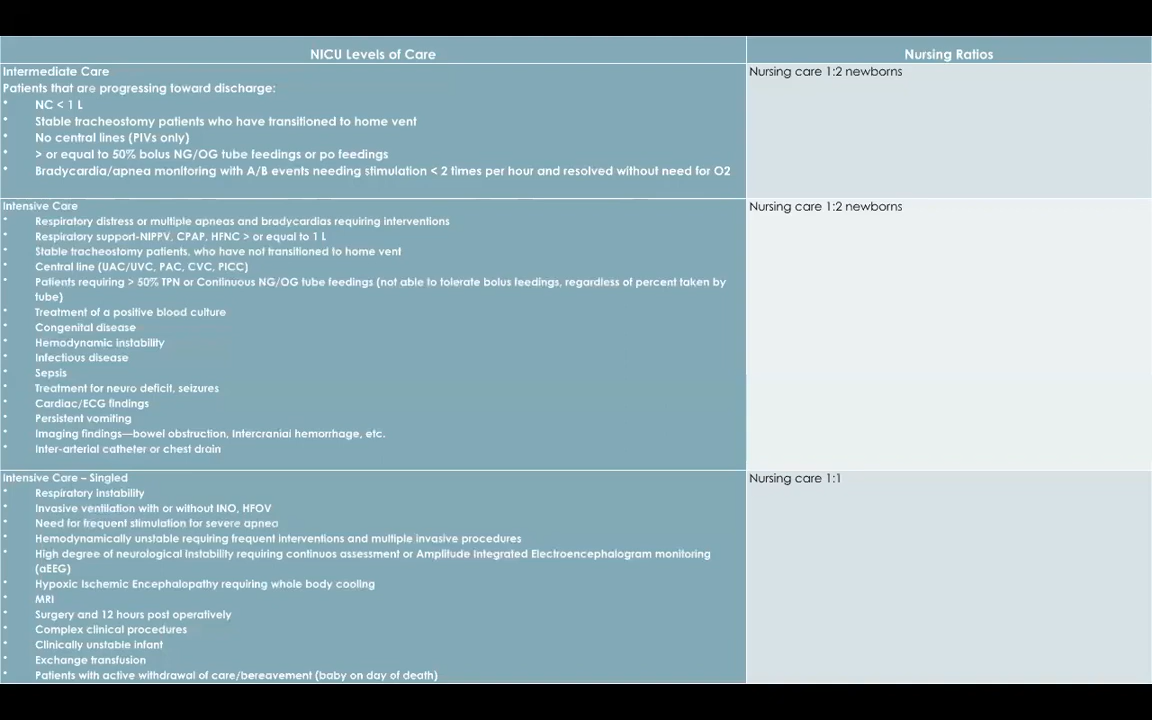 NICU Levels of Care
Nursing Ratios
Intermediate Care
Patients that are progressing toward discharge:
• NC < 1 L
• Stable tracheostomy patients who have transitioned to home vent
• No central lines (PIVs only)
• > or equal to 50% bolus NG/OG tube feedings or po feedings
• Bradycardia/apnea monitoring with A/B events needing stimulation < 2 times per hour and resolved without need for O2
Nursing care 1:2 newborns
Intensive Care
• Respiratory distress or multiple apneas and bradycardias requiring interventions
• Respiratory support-NIPPV, CPAP, HFNC > or equal to 1 L
• Stable tracheostomy patients, who have not transitioned to home vent
• Central line (UAC/UVC, PAC, CVC, PICC)
• Patients requiring > 50% TPN or Continuous NG/OG tube feedings (not able to tolerate bolus feedings, regardless of percent taken by
tube)
• Treatment of a positive blood culture
• Congenital disease
• Hemodynamic instability
• Infectious disease
• Sepsis
• Treatment for neuro deficit, seizures
• Cardiac/ECG findings
• Persistent vomiting
• Imaging findings—bowel obstruction, Intercranial hemorrhage, etc.
• Inter-arterial catheter or chest drain
Nursing care 1:2 newborns
Intensive Care – Singled
• Respiratory instability
• Invasive ventilation with or without INO, HFOV
• Need for frequent stimulation for severe apnea
• Hemodynamically unstable requiring frequent interventions and multiple invasive procedures
• High degree of neurological instability requiring continuos assessment or Amplitude Integrated Electroencephalogram monitoring
(aEEG)
• Hypoxic Ischemic Encephalopathy requiring whole body cooling
• MRI
• Surgery and 12 hours post operatively
• Complex clinical procedures
• Clinically unstable infant
• Exchange transfusion
• Patients with active withdrawal of care/bereavement (baby on day of death)
Nursing care 1:1